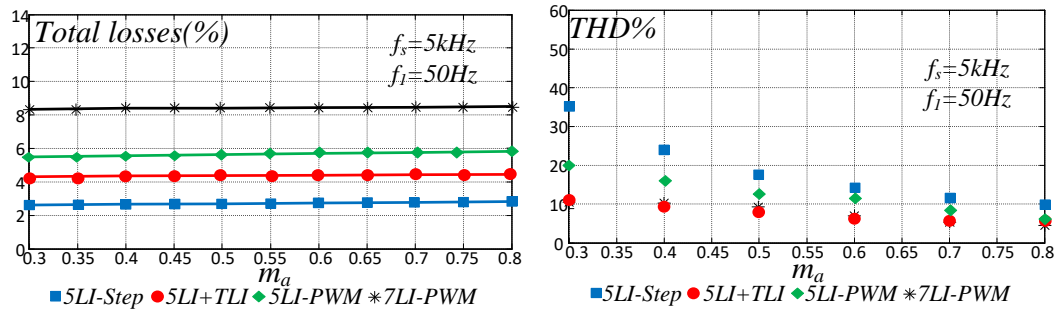 Total losses(%)
fs=5kHz
f1=50Hz
14
12
10
8
6
4
2
0
0.3 0.35 0.4 0.45 0.5 0.55 0.6 0.65 0.7 0.75 0.8
ma
5LI-Step 5LI+TLI 5LI-PWM 7LI-PWM
THD%
fs=5kHz
f1=50Hz
60
50
40
30
20
10
0
0.3 0.35 0.4 0.45 0.5 0.55 0.6 0.65 0.7 0.75 0.8
ma
5LI-Step 5LI+TLI 5LI-PWM 7LI-PWM